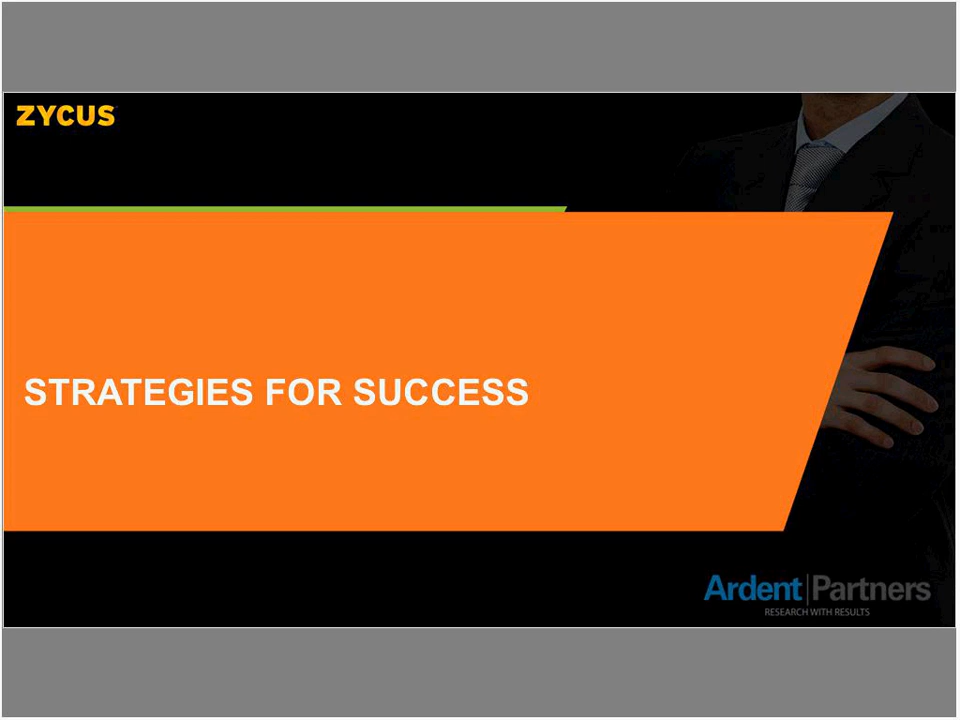 ZYCUS
STRATEGIES FOR SUCCESS
Ardent|Partners
RESEARCH WITH RESULTS